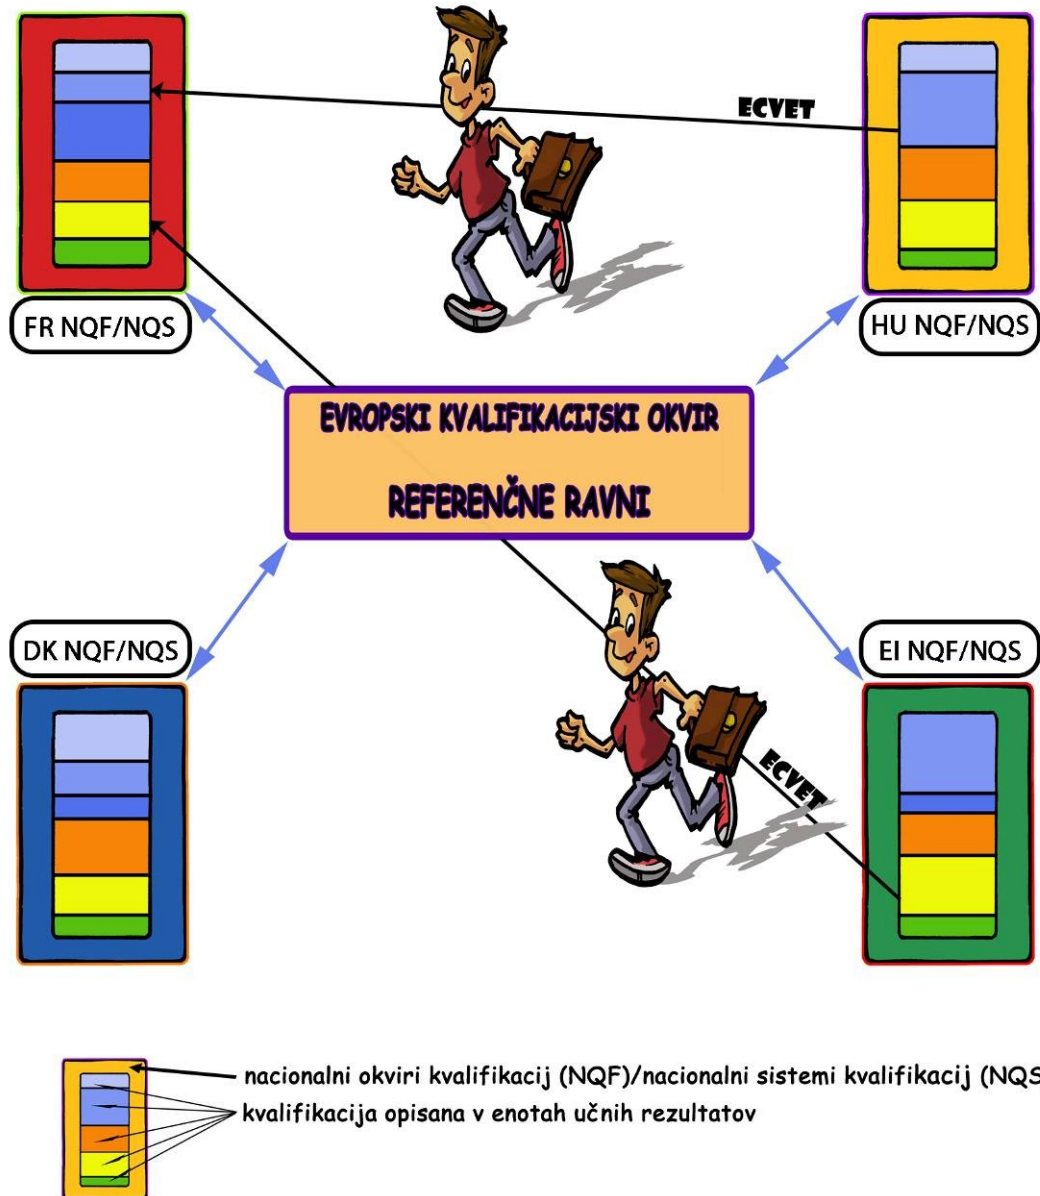 ECVET
FR NQF/NQS
HU NQF/NQS
EVROPSKI KVALIFIKACIJSKI OKVIR
REFERENČNE RAVNI
DK NQF/NQS
EI NQF/NQS
ECVET
nacionalni okviri kvalifikacij (NQF)/nacionalni sistemi kvalifikacij (NQS
kvalifikacija opisana v enotah učnih rezultatov